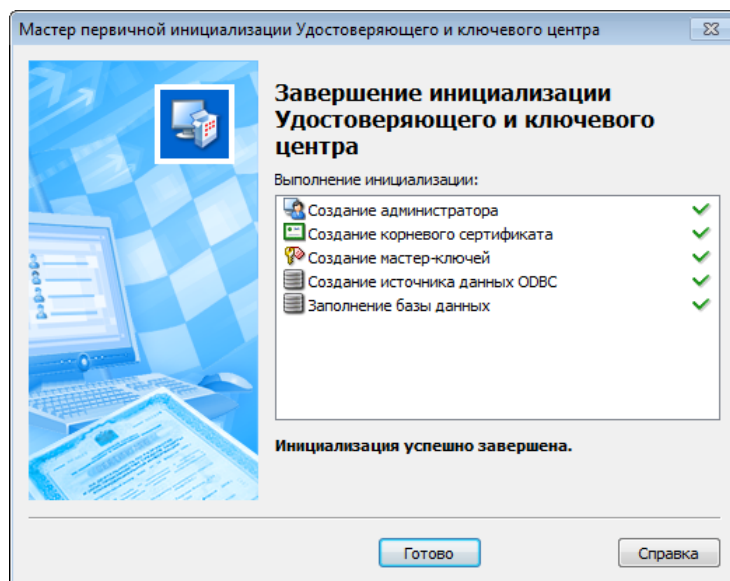 Мастер первичной инициализации Удостоверяющего и ключевого центра
Завершение инициализации
Удостоверяющего и ключевого
центра
Выполнение инициализации:
Создание администратора
Создание корневого сертификата
Создание мастер-ключей
Создание источника данных ODBC
Заполнение базы данных
Инициализация успешно завершена.
Готово
Справка